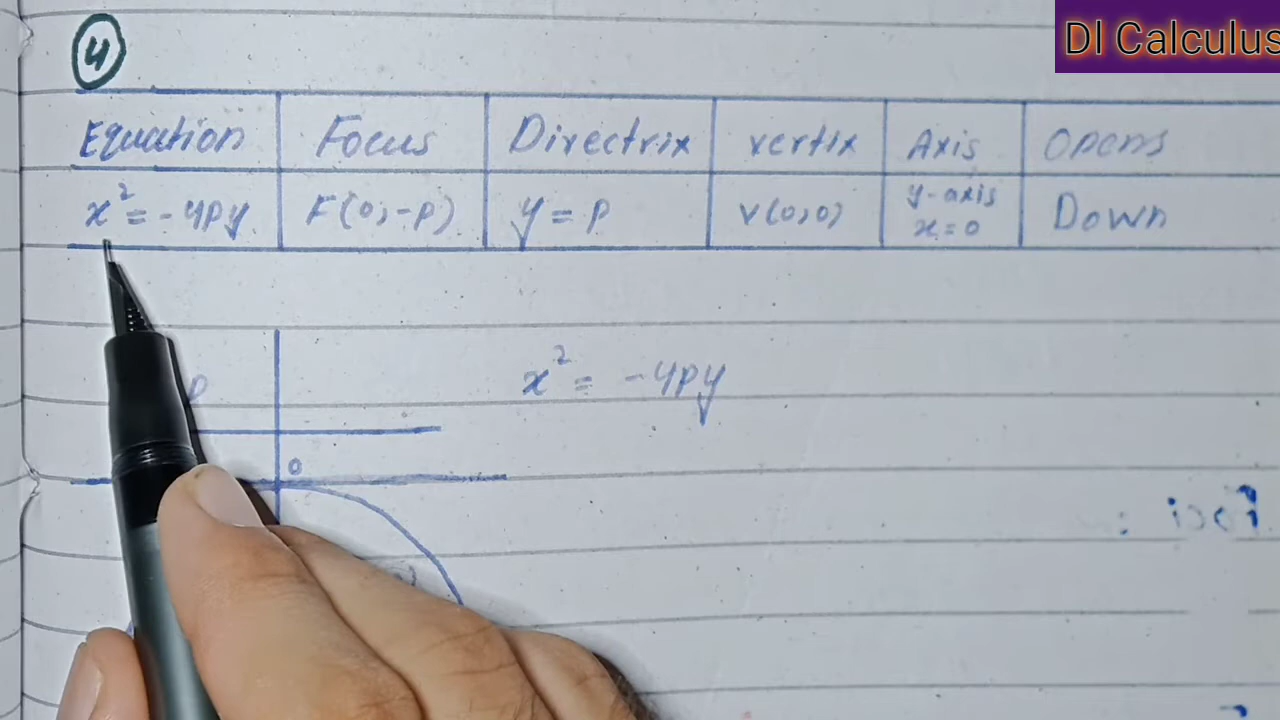 DI Calculus
4
Equation Focus Directrix vertix Axis Opens
x² = -4py F(0,-P) y = P V(0,0) y-axis x=0 Down
x² = -4py
P
0